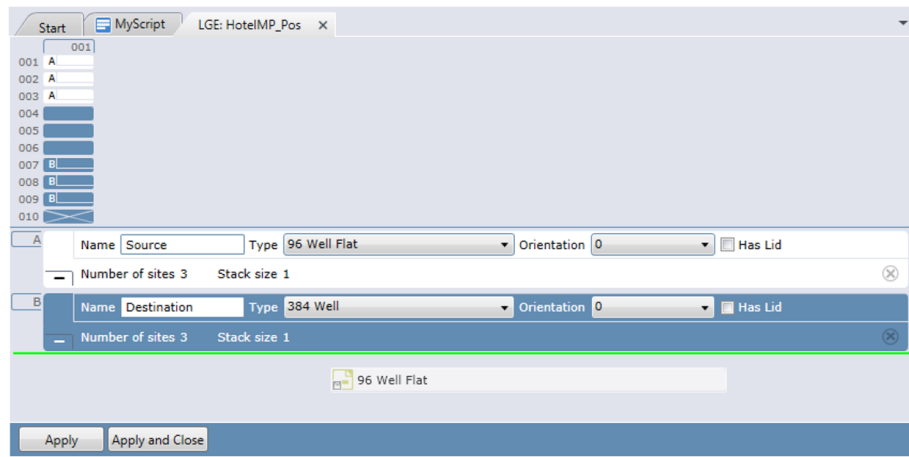 Start MyScript LGE: HotelMP_Pos
001
001 A
002 A
003 A
004
005
006
007 B
008 B
009 B
010
A
Name Source Type 96 Well Flat Orientation 0 Has Lid
Number of sites 3 Stack size 1
B
Name Destination Type 384 Well Orientation 0 Has Lid
Number of sites 3 Stack size 1
96 Well Flat
Apply Apply and Close